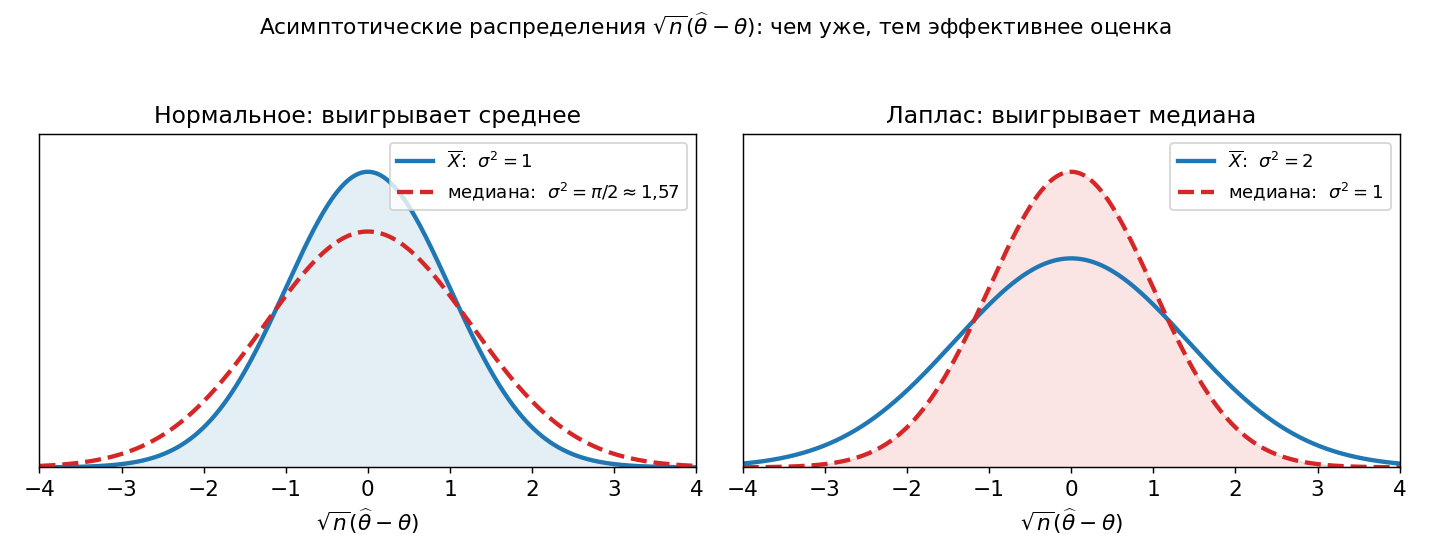 Асимптотические распределения √n(θ̂ − θ): чем уже, тем эффективнее оценка
Нормальное: выигрывает среднее
X̅: σ² = 1
медиана: σ² = π/2 ≈ 1,57
−4 −3 −2 −1 0 1 2 3 4
√n(θ̂ − θ)
Лаплас: выигрывает медиана
X̅: σ² = 2
медиана: σ² = 1
−4 −3 −2 −1 0 1 2 3 4
√n(θ̂ − θ)